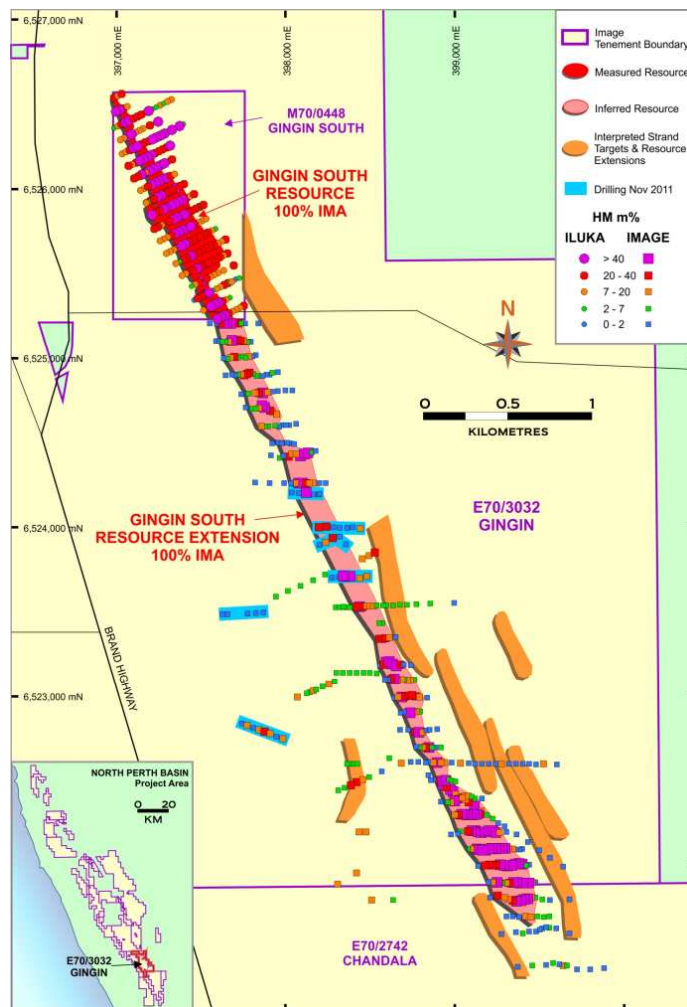 6,527,000 mN
397,000 mE
398,000 mE
399,000 mE
Image
Tenement Boundary
Measured Resource
Inferred Resource
Interpreted Strand
Targets & Resource
Extensions
Drilling Nov 2011
HM m%
ILUKA IMAGE
> 40
20 - 40
7 - 20
2 - 7
0 - 2
M70/0448
GINGIN SOUTH
GINGIN SOUTH
RESOURCE
100% IMA
6,526,000 mN
N
6,525,000 mN
0 0.5 1
KILOMETRES
E70/3032
GINGIN
GINGIN SOUTH
RESOURCE EXTENSION
100% IMA
6,524,000 mN
BRAND HIGHWAY
6,523,000 mN
NORTH PERTH BASIN
Project Area
0 20
KM
E70/3032
GINGIN
E70/2742
CHANDALA